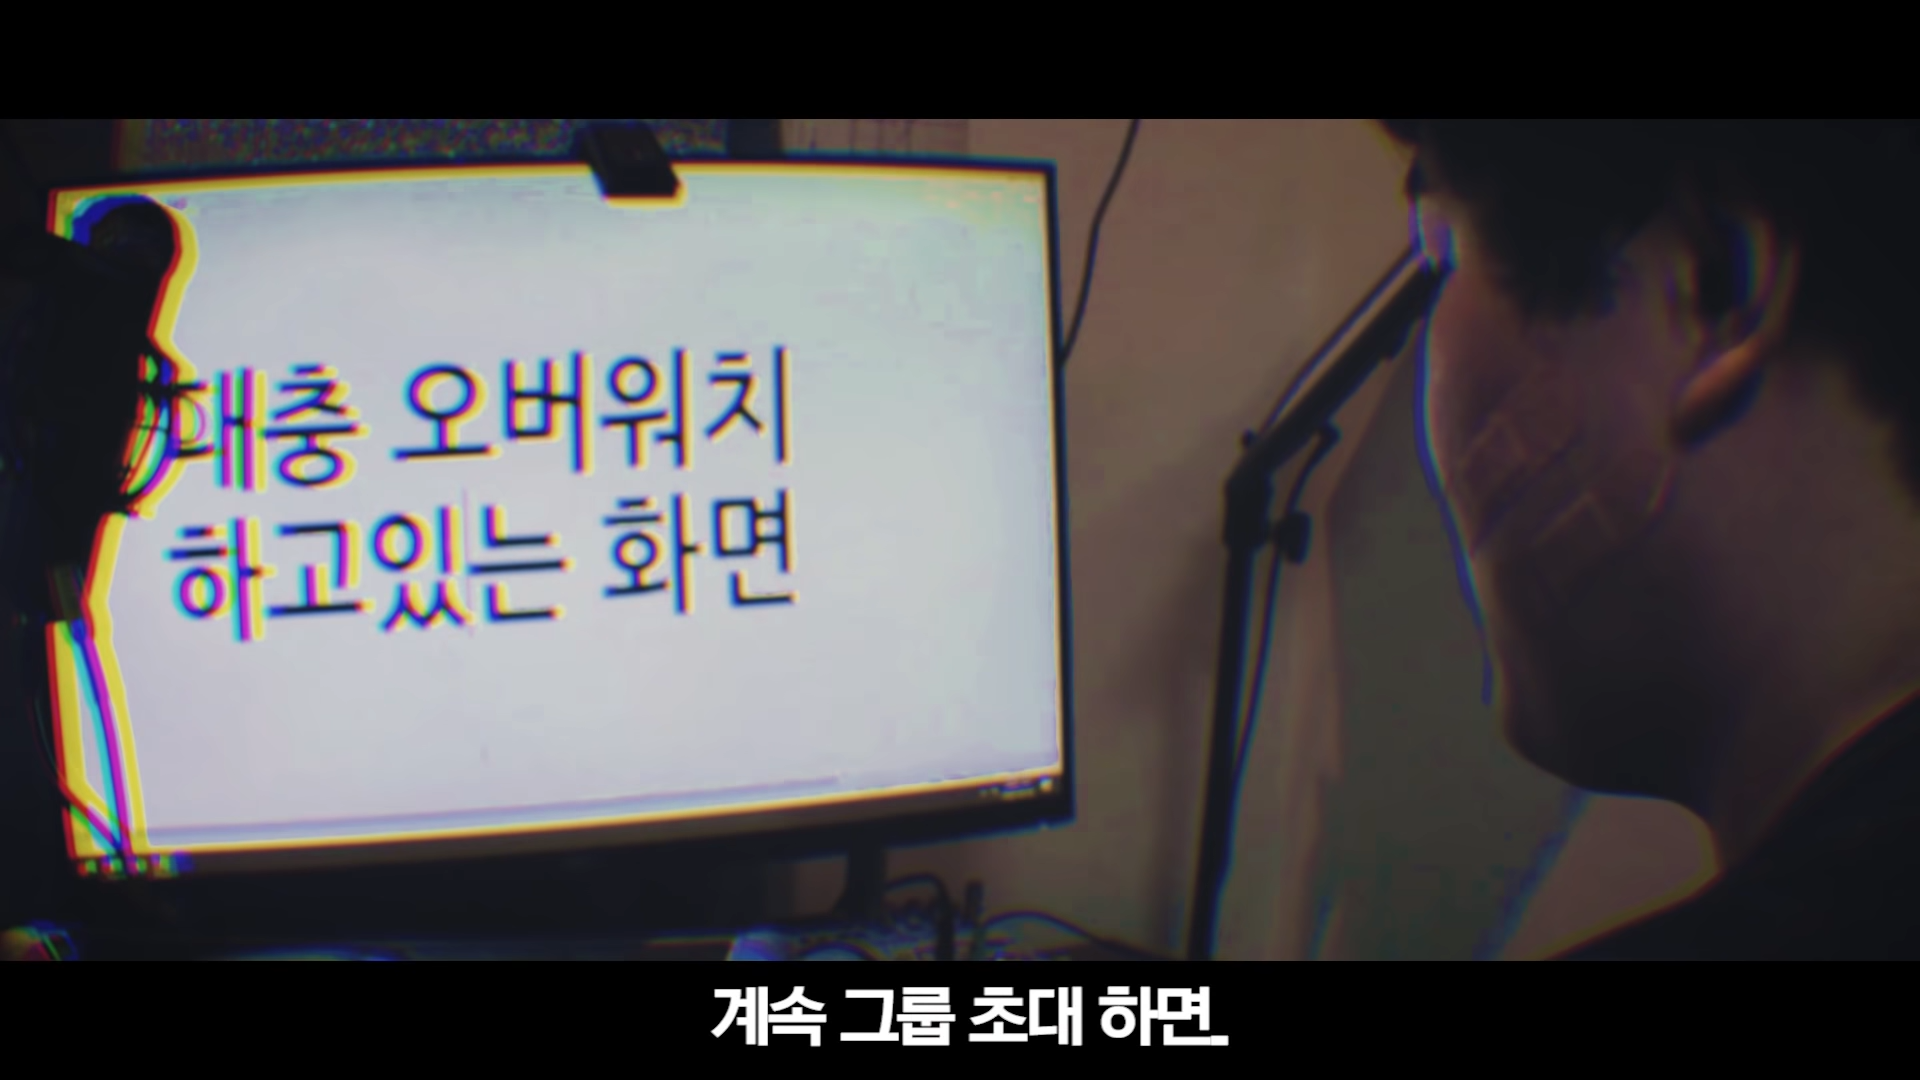 대충 오버워치
하고있는 화면
계속 그룹 초대 하면.